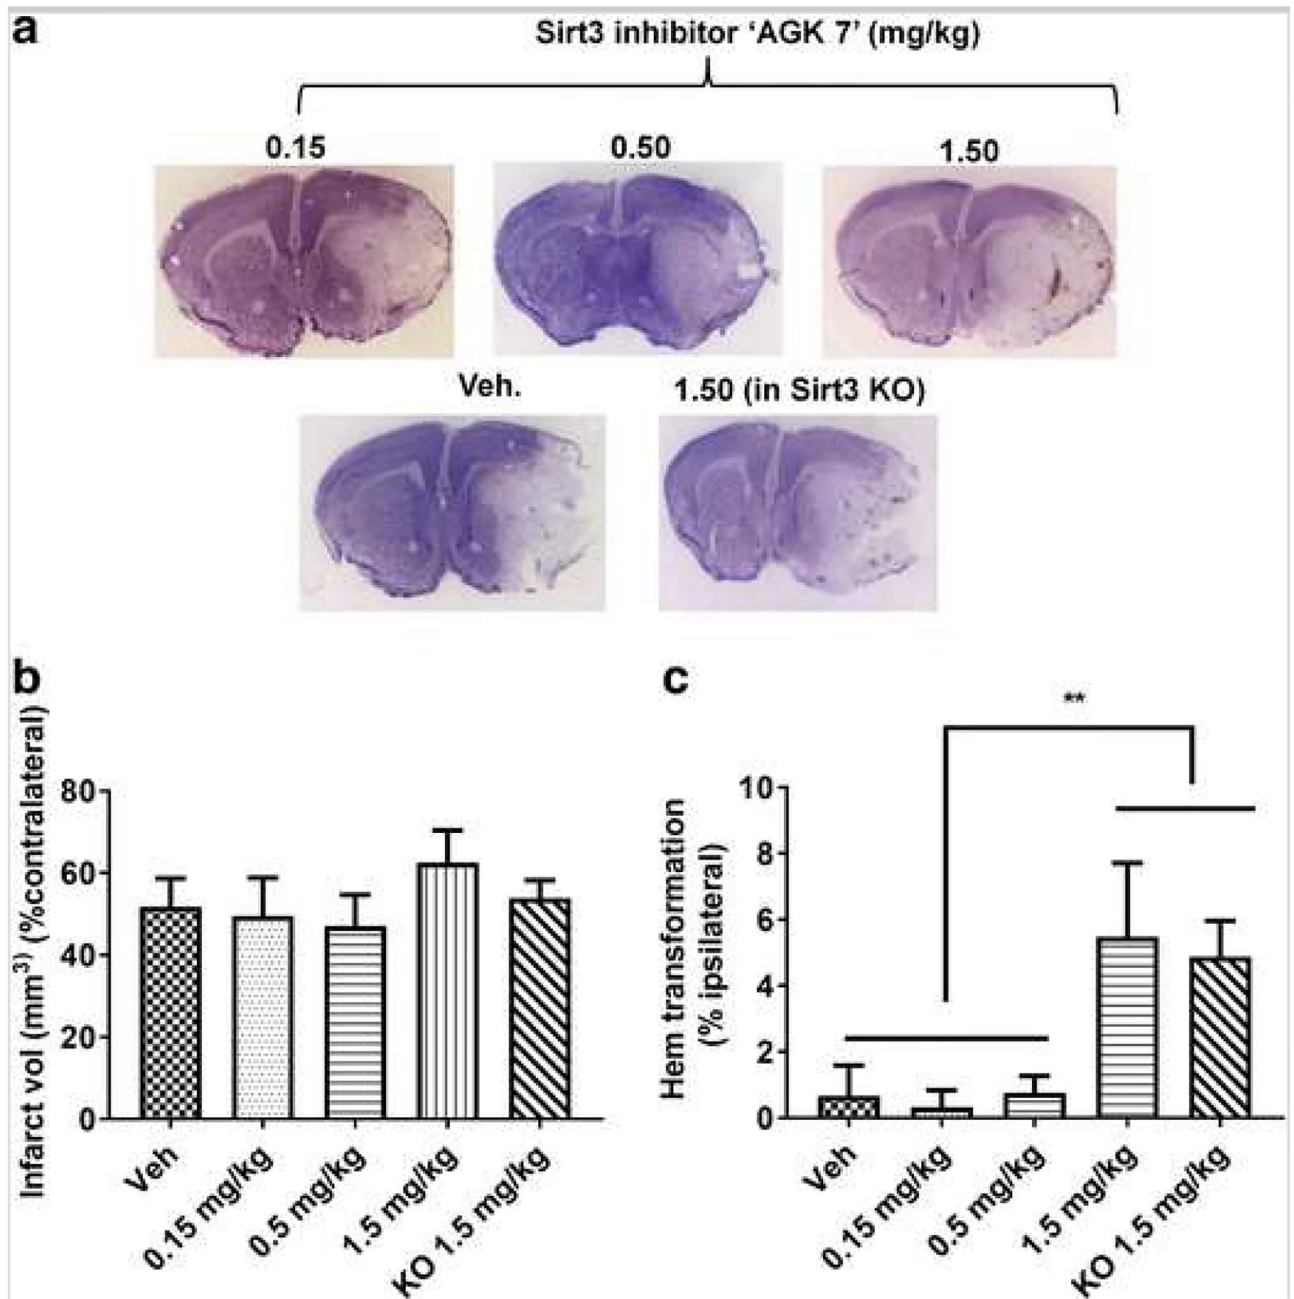 a
Sirt3 inhibitor ‘AGK 7’ (mg/kg)
0.15
0.50
1.50
Veh.
1.50 (in Sirt3 KO)
b
Infarct vol (mm³⁾ (%contralateral)
80
60
40
20
0
Veh
0.15 mg/kg
0.5 mg/kg
1.5 mg/kg
KO 1.5 mg/kg
c
**
Hem transformation
(% ipsilateral)
10
8
6
4
2
0
Veh
0.15 mg/kg
0.5 mg/kg
1.5 mg/kg
KO 1.5 mg/kg